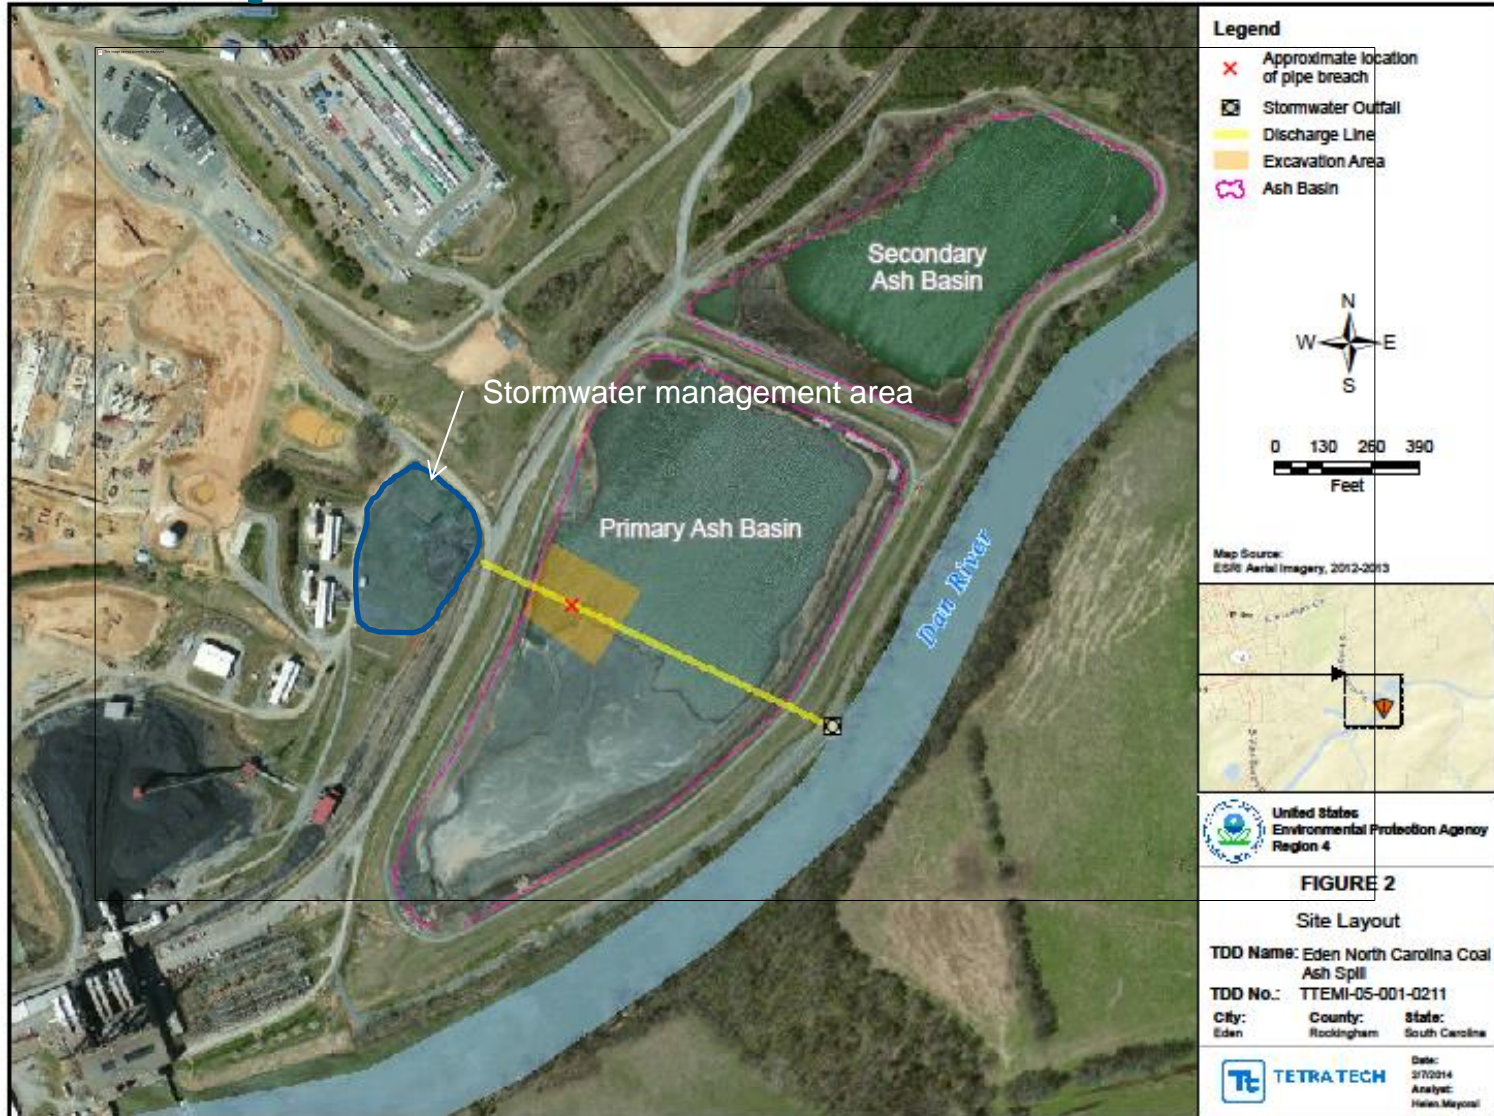 Stormwater management area
Secondary
Ash Basin
Primary Ash Basin
Dan River
Legend
Approximate location
of pipe breach
Stormwater Outfall
Discharge Line
Excavation Area
Ash Basin
N
W E
S
0 130 260 390
Feet
Map Source:
ESRI Aerial Imagery, 2012-2013
United States
Environmental Protection Agency
Region 4
FIGURE 2
Site Layout
TDD Name: Eden North Carolina Coal
Ash Spill
TDD No.: TTEMI-05-001-0211
City: County: State:
Eden Rockingham South Carolina
Tt TETRA TECH
Date:
2/7/2014
Analyst:
Helen.Mayoral